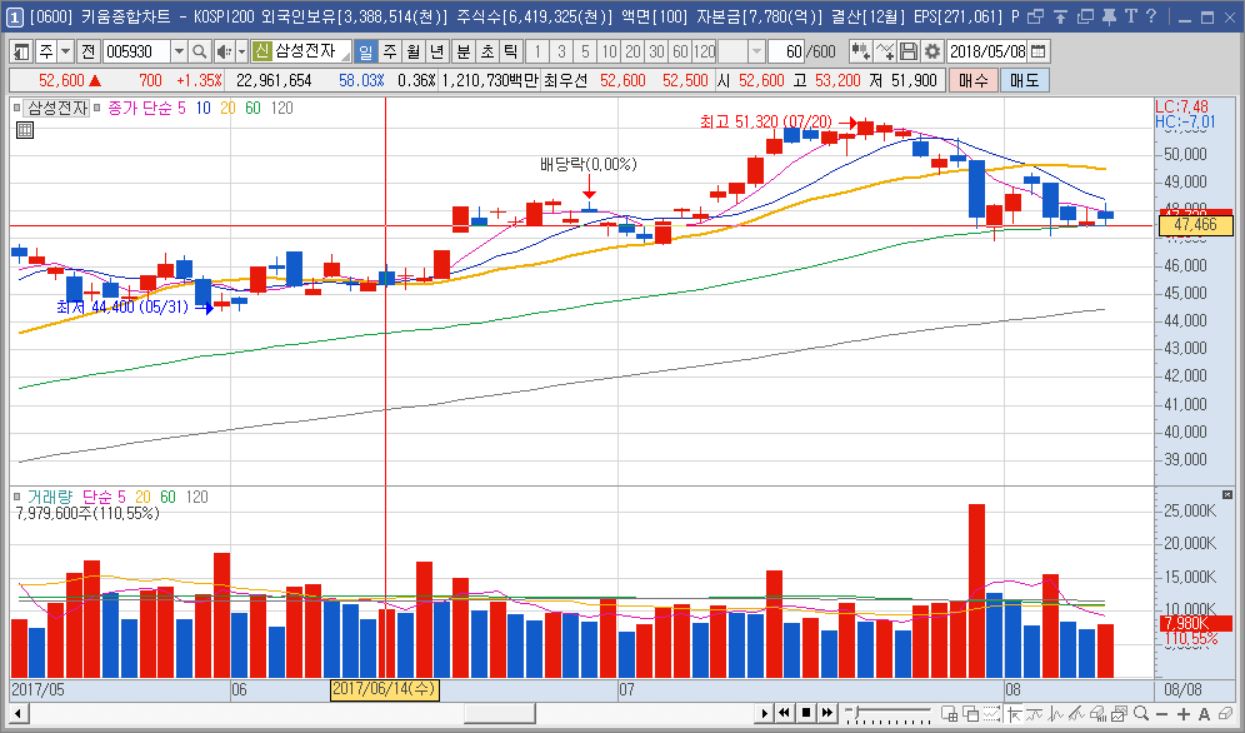 1 [0600] 키움종합차트 - KOSPI200 외국인보유[3,388,514(천)] 주식수[6,419,325(천)] 액면[100] 자본금[7,780(억)] 결산[12월] EPS[271,061] P T ?
주 전 005930 신 삼성전자 일 주 월 년 분 초 틱 1 3 5 10 20 30 60 120 60 /600 2018/05/08
52,600 ▲ 700 +1.35% 22,961,654 58.03% 0.36% 1,210,730백만 최우선 52,600 52,500 시 52,600 고 53,200 저 51,900 매수 매도
삼성전자 종가 단순 5 10 20 60 120
LC:7.48
HC:-7.01
최고 51,320 (07/20)
배당락(0.00%)
최저 44,400 (05/31)
50,000
49,000
47,466
46,000
45,000
44,000
43,000
42,000
41,000
40,000
39,000
거래량 단순 5 20 60 120
7,979,600주(110.55%)
25,000K
20,000K
15,000K
10,000K
7,980K
110.55%
2017/05 06 2017/06/14(수) 07 08 08/08
A